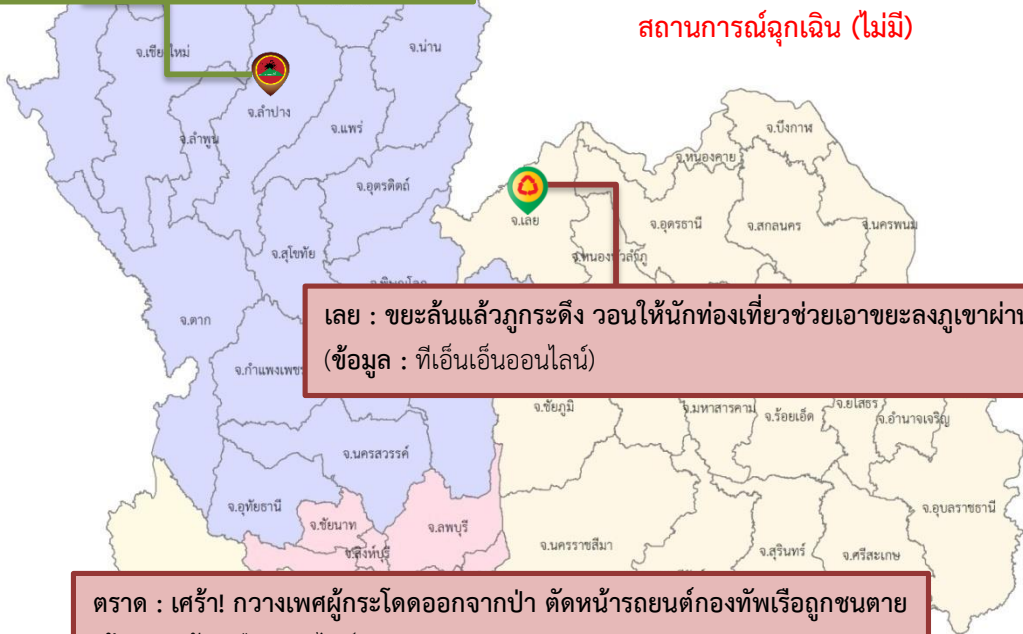 สถานการณ์ฉุกเฉิน (ไม่มี)
จ.น่าน
จ.ลำปาง
จ.แพร่
จ.ลำพูน
จ.บึงกาฬ
จ.หนองคาย
จ.อุตรดิตถ์
จ.เลย
จ.อุดรธานี
จ.สกลนคร
จ.นครพนม
จ.สุโขทัย
จ.ตาก
เลย : ขยะล้นแล้วภูกระดึง วอนให้นักท่องเที่ยวช่วยเอาขยะลงภูเขาผ่าน
(ข้อมูล : ทีเอ็นเอ็นออนไลน์)
จ.ชัยภูมิ
จ.มหาสารคาม
จ.ร้อยเอ็ด
จ.ยโสธร
จ.อำนาจเจริญ
จ.นครสวรรค์
จ.อุทัยธานี
จ.ชัยนาท
จ.ลพบุรี
จ.สิงห์บุรี
จ.นครราชสีมา
จ.สุรินทร์
จ.ศรีสะเกษ
จ.อุบลราชธานี
ตราด : เศร้า! กวางเพศผู้กระโดดออกจากป่า ตัดหน้ารถยนต์กองทัพเรือถูกชนตาย